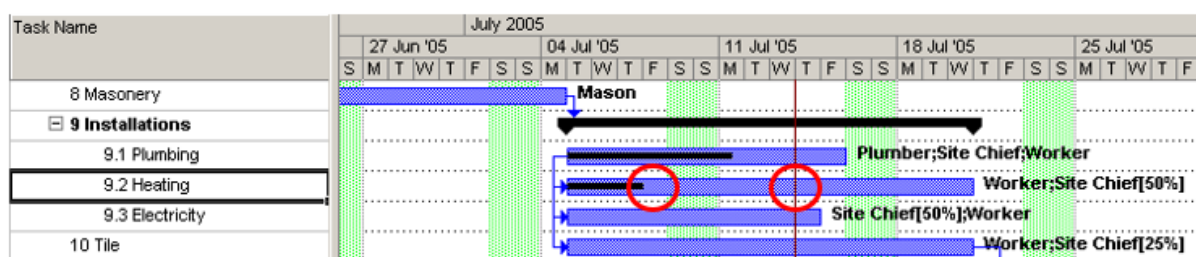 Task Name
July 2005
27 Jun '05 04 Jul '05 11 Jul '05 18 Jul '05 25 Jul '05
S M T W T F S S M T W T F S S M T W T F S S M T W T F S S M T W T F
8 Masonery Mason
9 Installations
9.1 Plumbing Plumber;Site Chief;Worker
9.2 Heating Worker;Site Chief[50%]
9.3 Electricity Site Chief[50%];Worker
10 Tile Worker;Site Chief[25%]